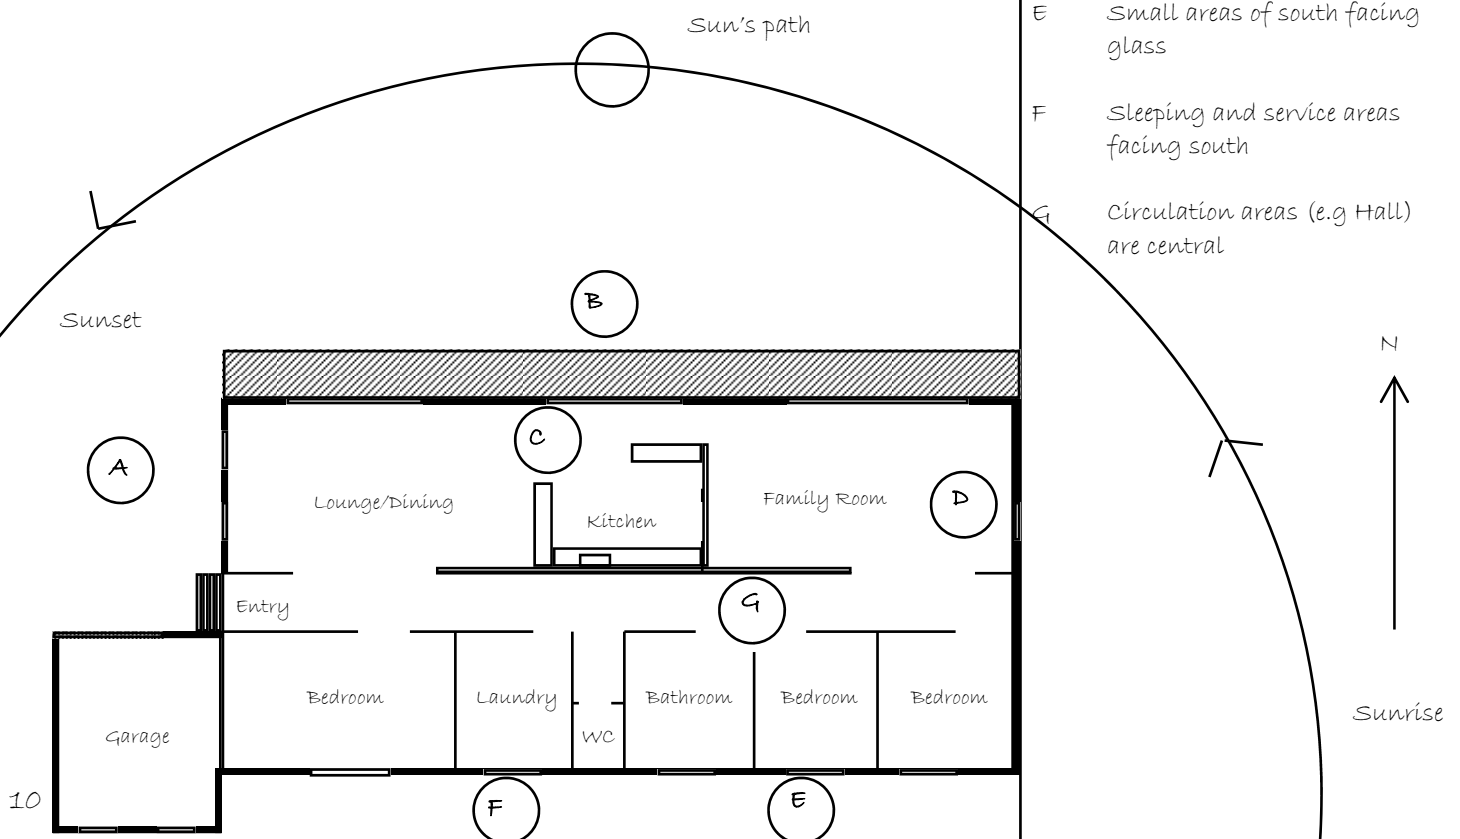 Sun's path
E Small areas of south facing
glass
F Sleeping and service areas
facing south
G Circulation areas (e.g Hall)
are central
Sunset
B
N
A
C
Lounge/Dining
Kitchen
Family Room
D
Entry
G
Bedroom
Laundry
WC
Bathroom
Bedroom
Bedroom
Garage
Sunrise
10
F
E